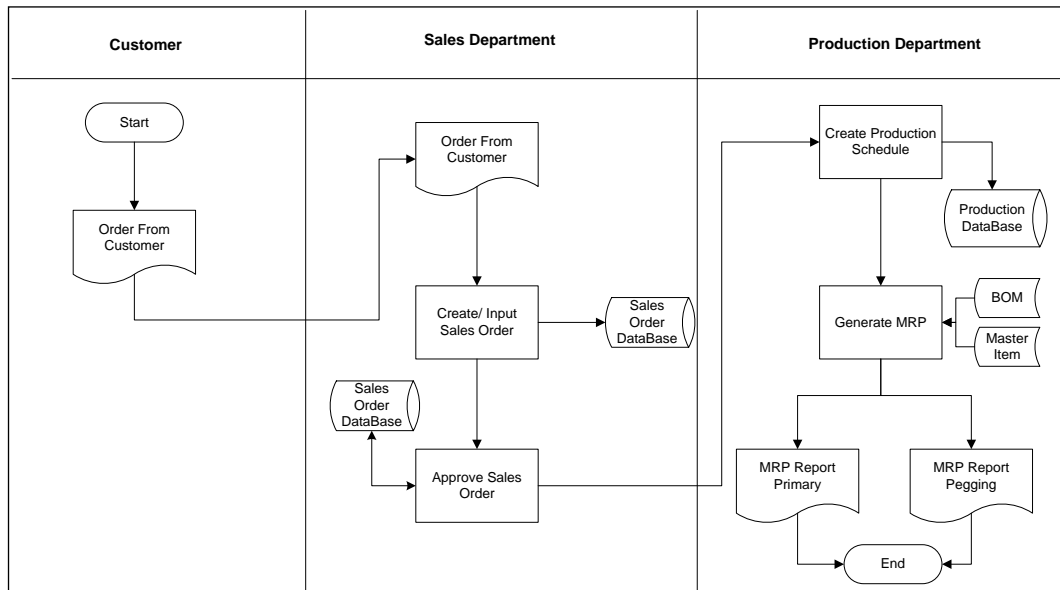 Customer
Sales Department
Production Department
Start
Order From
Customer
Order From
Customer
Create/ Input
Sales Order
Sales
Order
DataBase
Sales
Order
DataBase
Approve Sales
Order
Create Production
Schedule
Production
DataBase
Generate MRP
BOM
Master
Item
MRP Report
Primary
MRP Report
Pegging
End